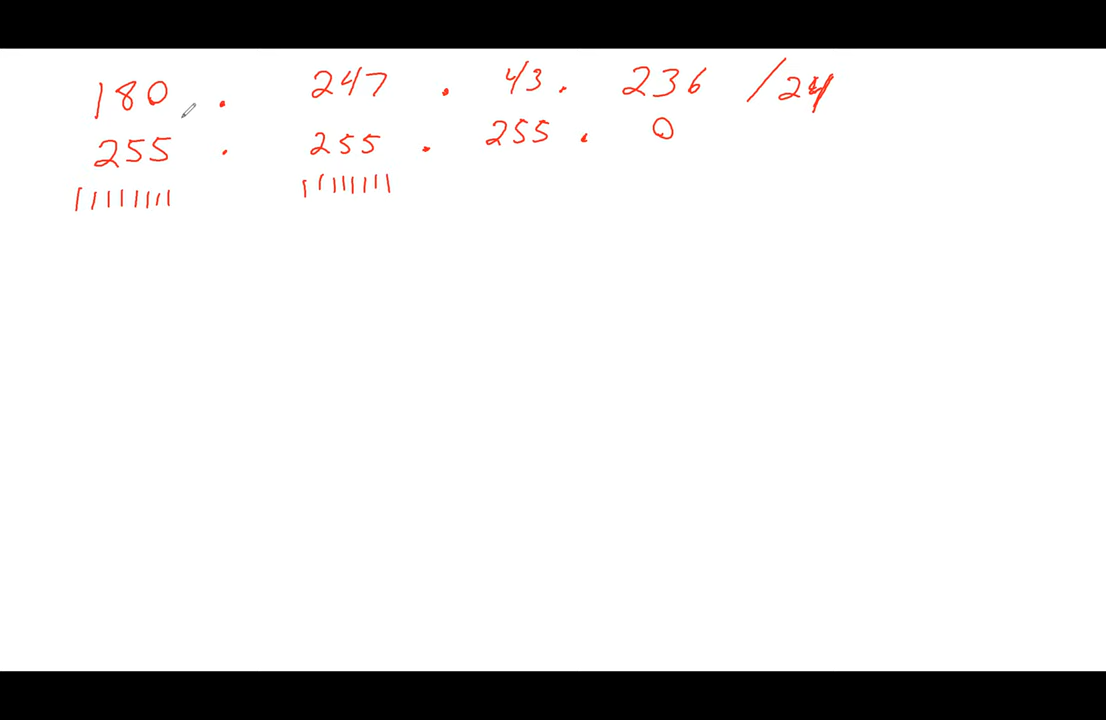 180 . 247 . 43 . 236 /24
255 . 255 . 255 . 0
11111111 11111111